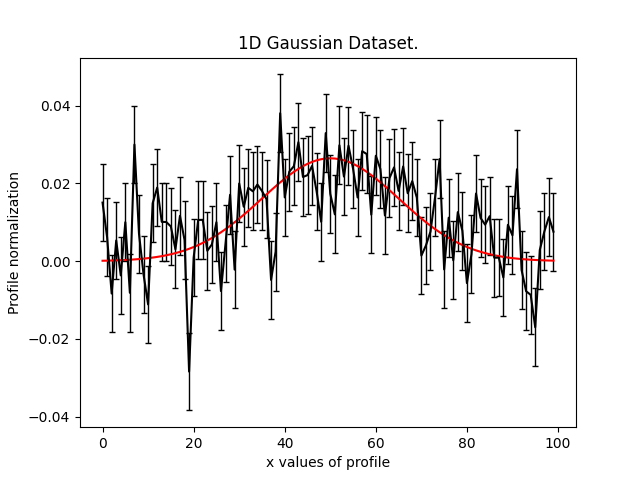 1D Gaussian Dataset.
Profile normalization
0.04
0.02
0.00
−0.02
−0.04
0 20 40 60 80 100
x values of profile